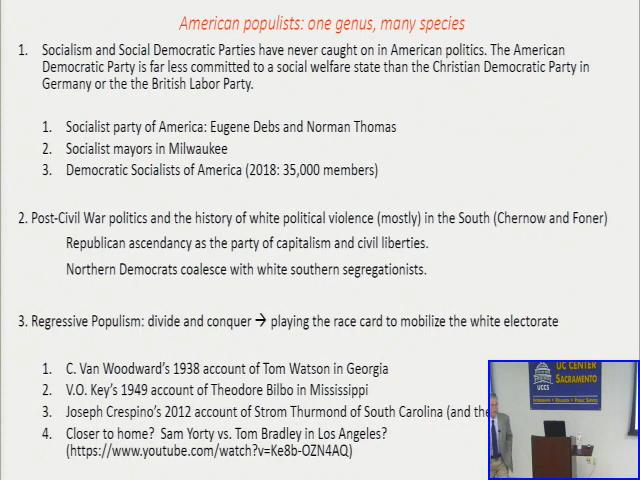 American populists: one genus, many species
1. Socialism and Social Democratic Parties have never caught on in American politics. The American
Democratic Party is far less committed to a social welfare state than the Christian Democratic Party in
Germany or the the British Labor Party.
1. Socialist party of America: Eugene Debs and Norman Thomas
2. Socialist mayors in Milwaukee
3. Democratic Socialists of America (2018: 35,000 members)
2. Post-Civil War politics and the history of white political violence (mostly) in the South (Chernow and Foner)
Republican ascendancy as the party of capitalism and civil liberties.
Northern Democrats coalesce with white southern segregationists.
3. Regressive Populism: divide and conquer → playing the race card to mobilize the white electorate
1. C. Van Woodward's 1938 account of Tom Watson in Georgia
2. V.O. Key's 1949 account of Theodore Bilbo in Mississippi
3. Joseph Crespino's 2012 account of Strom Thurmond of South Carolina (and the
4. Closer to home? Sam Yorty vs. Tom Bradley in Los Angeles?
(https://www.youtube.com/watch?v=Ke8b-OZN4AQ)
UC CENTER
SACRAMENTO
UCCS